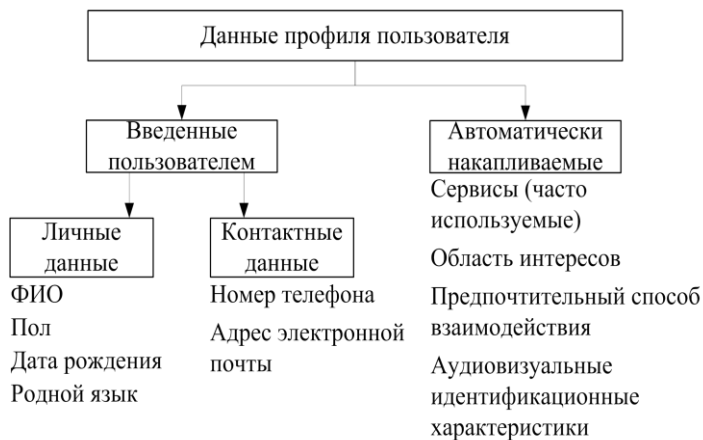 Данные профиля пользователя
Введенные
пользователем
Автоматически
накапливаемые
Личные
данные
ФИО
Пол
Дата рождения
Родной язык
Контактные
данные
Номер телефона
Адрес электронной
почты
Сервисы (часто
используемые)
Область интересов
Предпочтительный способ
взаимодействия
Аудиовизуальные
идентификационные
характеристики